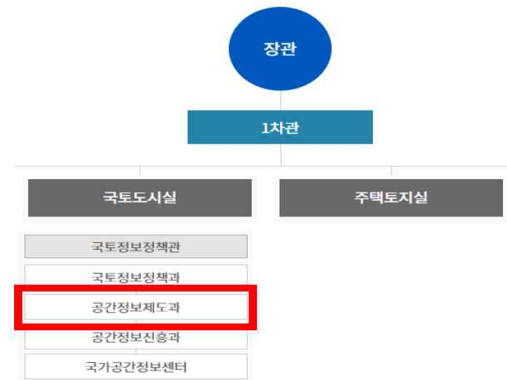 장관
1차관
국토도시실
주택토지실
국토정보정책관
국토정보정책과
공간정보제도과
공간정보진흥과
국가공간정보센터